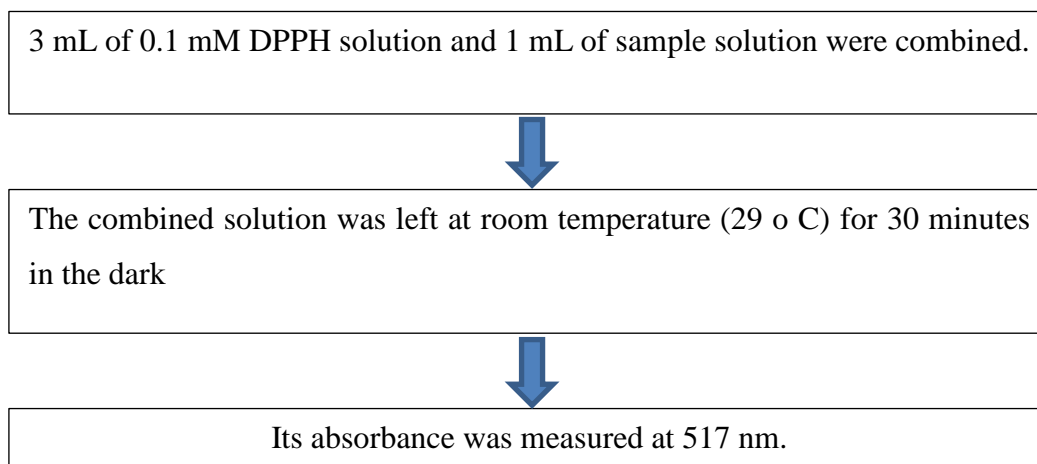 3 mL of 0.1 mM DPPH solution and 1 mL of sample solution were combined.
The combined solution was left at room temperature (29 o C) for 30 minutes
in the dark
Its absorbance was measured at 517 nm.